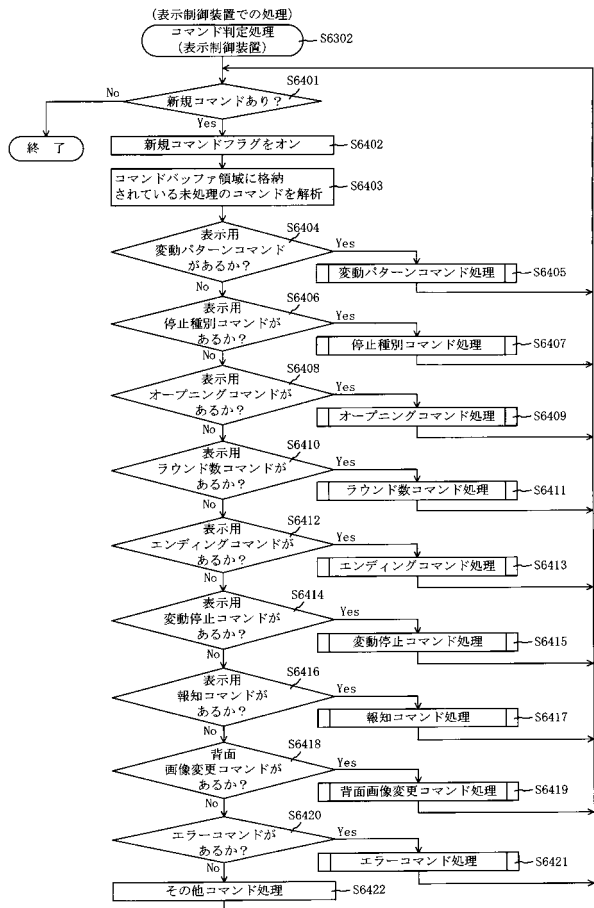 (表示制御装置での処理)
コマンド判定処理
(表示制御装置)
S6302
S6401
新規コマンドあり？
No
Yes
終 了
新規コマンドフラグをオン
S6402
コマンドバッファ領域に格納
されている未処理のコマンドを解析
S6403
S6404
表示用
変動パターンコマンド
があるか？
Yes
No
変動パターンコマンド処理
S6405
S6406
表示用
停止種別コマンドが
あるか？
Yes
No
停止種別コマンド処理
S6407
S6408
表示用
オープニングコマンドが
あるか？
Yes
No
オープニングコマンド処理
S6409
S6410
表示用
ラウンド数コマンドが
あるか？
Yes
No
ラウンド数コマンド処理
S6411
S6412
表示用
エンディングコマンドが
あるか？
Yes
No
エンディングコマンド処理
S6413
S6414
表示用
変動停止コマンドが
あるか？
Yes
No
変動停止コマンド処理
S6415
S6416
表示用
報知コマンドが
あるか？
Yes
No
報知コマンド処理
S6417
S6418
背面
画像変更コマンドが
あるか？
Yes
No
背面画像変更コマンド処理
S6419
S6420
エラーコマンドが
あるか？
Yes
No
エラーコマンド処理
S6421
その他コマンド処理
S6422